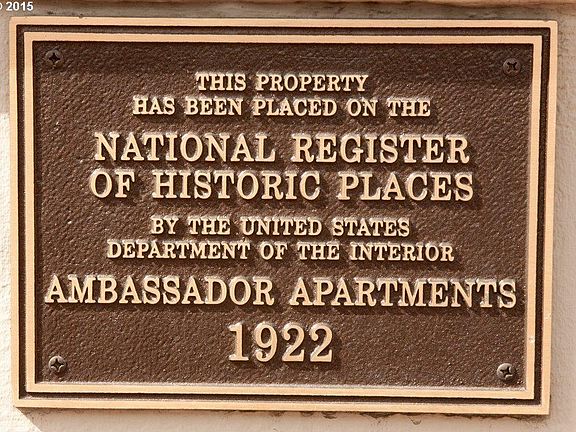 © 2015
THIS PROPERTY
HAS BEEN PLACED ON THE
NATIONAL REGISTER
OF HISTORIC PLACES
BY THE UNITED STATES
DEPARTMENT OF THE INTERIOR
AMBASSADOR APARTMENTS
1922